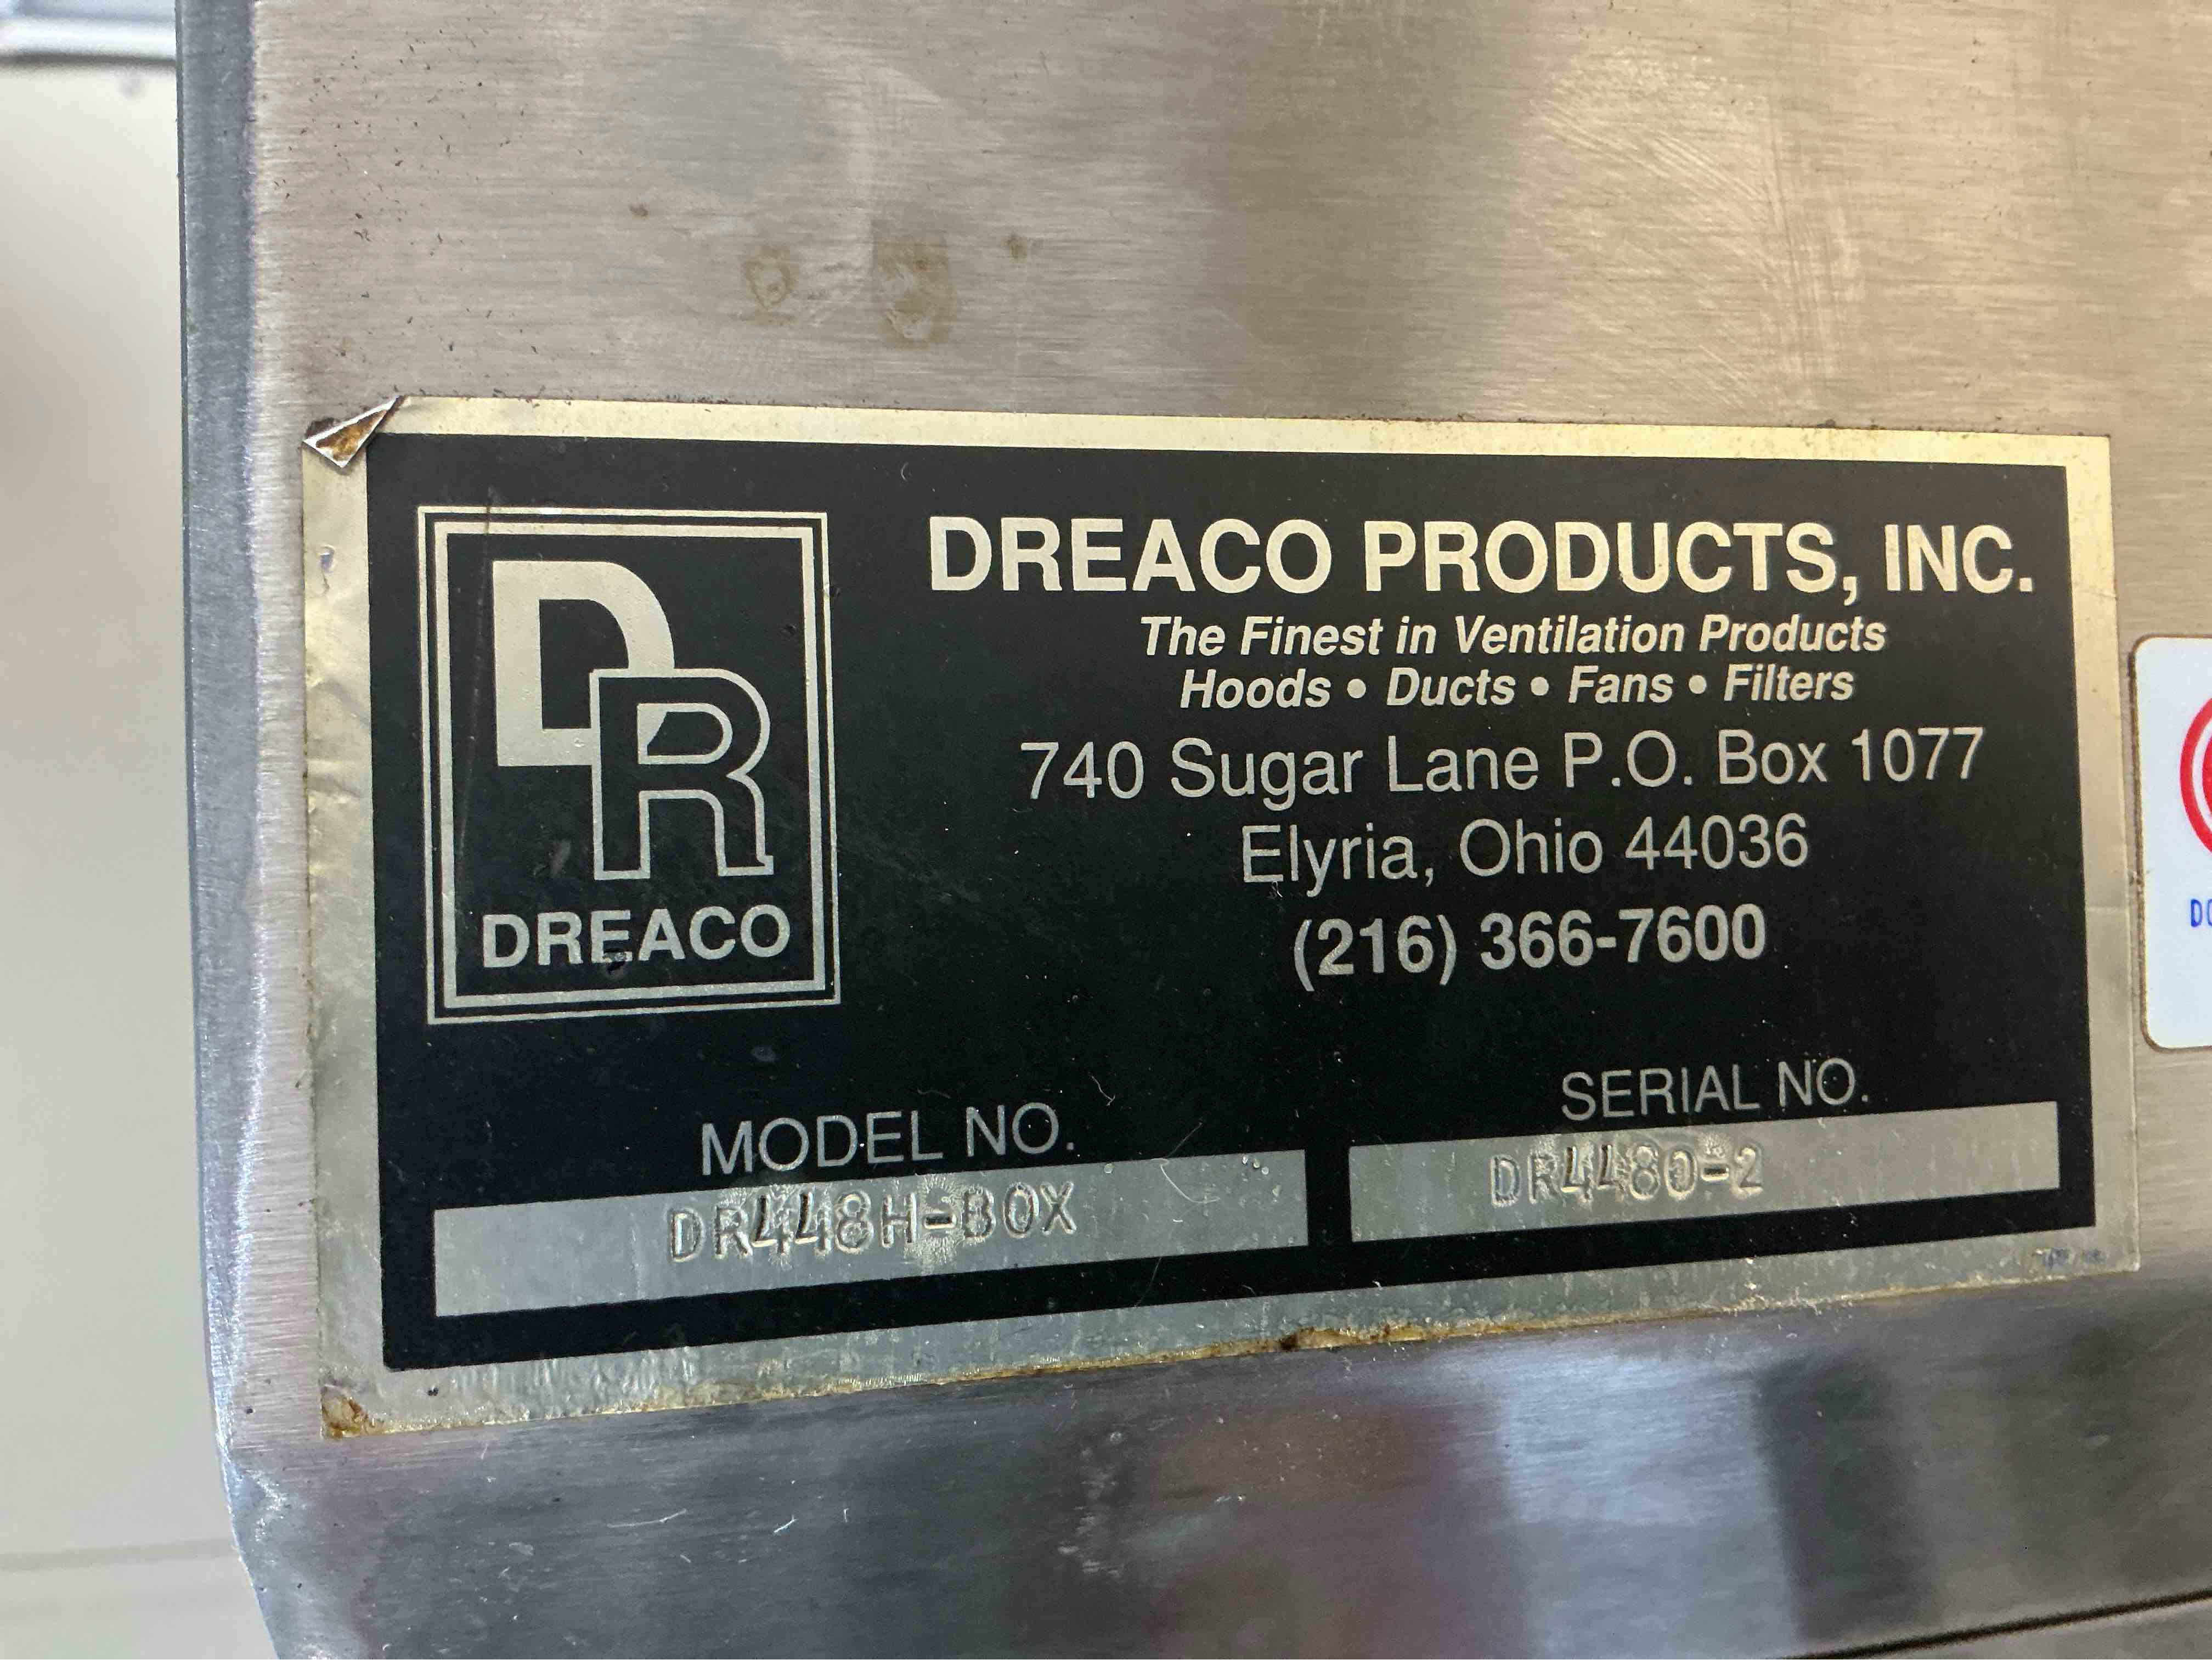 DR
DREACO
DREACO PRODUCTS, INC.
The Finest in Ventilation Products
Hoods • Ducts • Fans • Filters
740 Sugar Lane P.O. Box 1077
Elyria, Ohio 44036
(216) 366-7600
MODEL NO.
DR448H-BOX
SERIAL NO.
DR4480-2